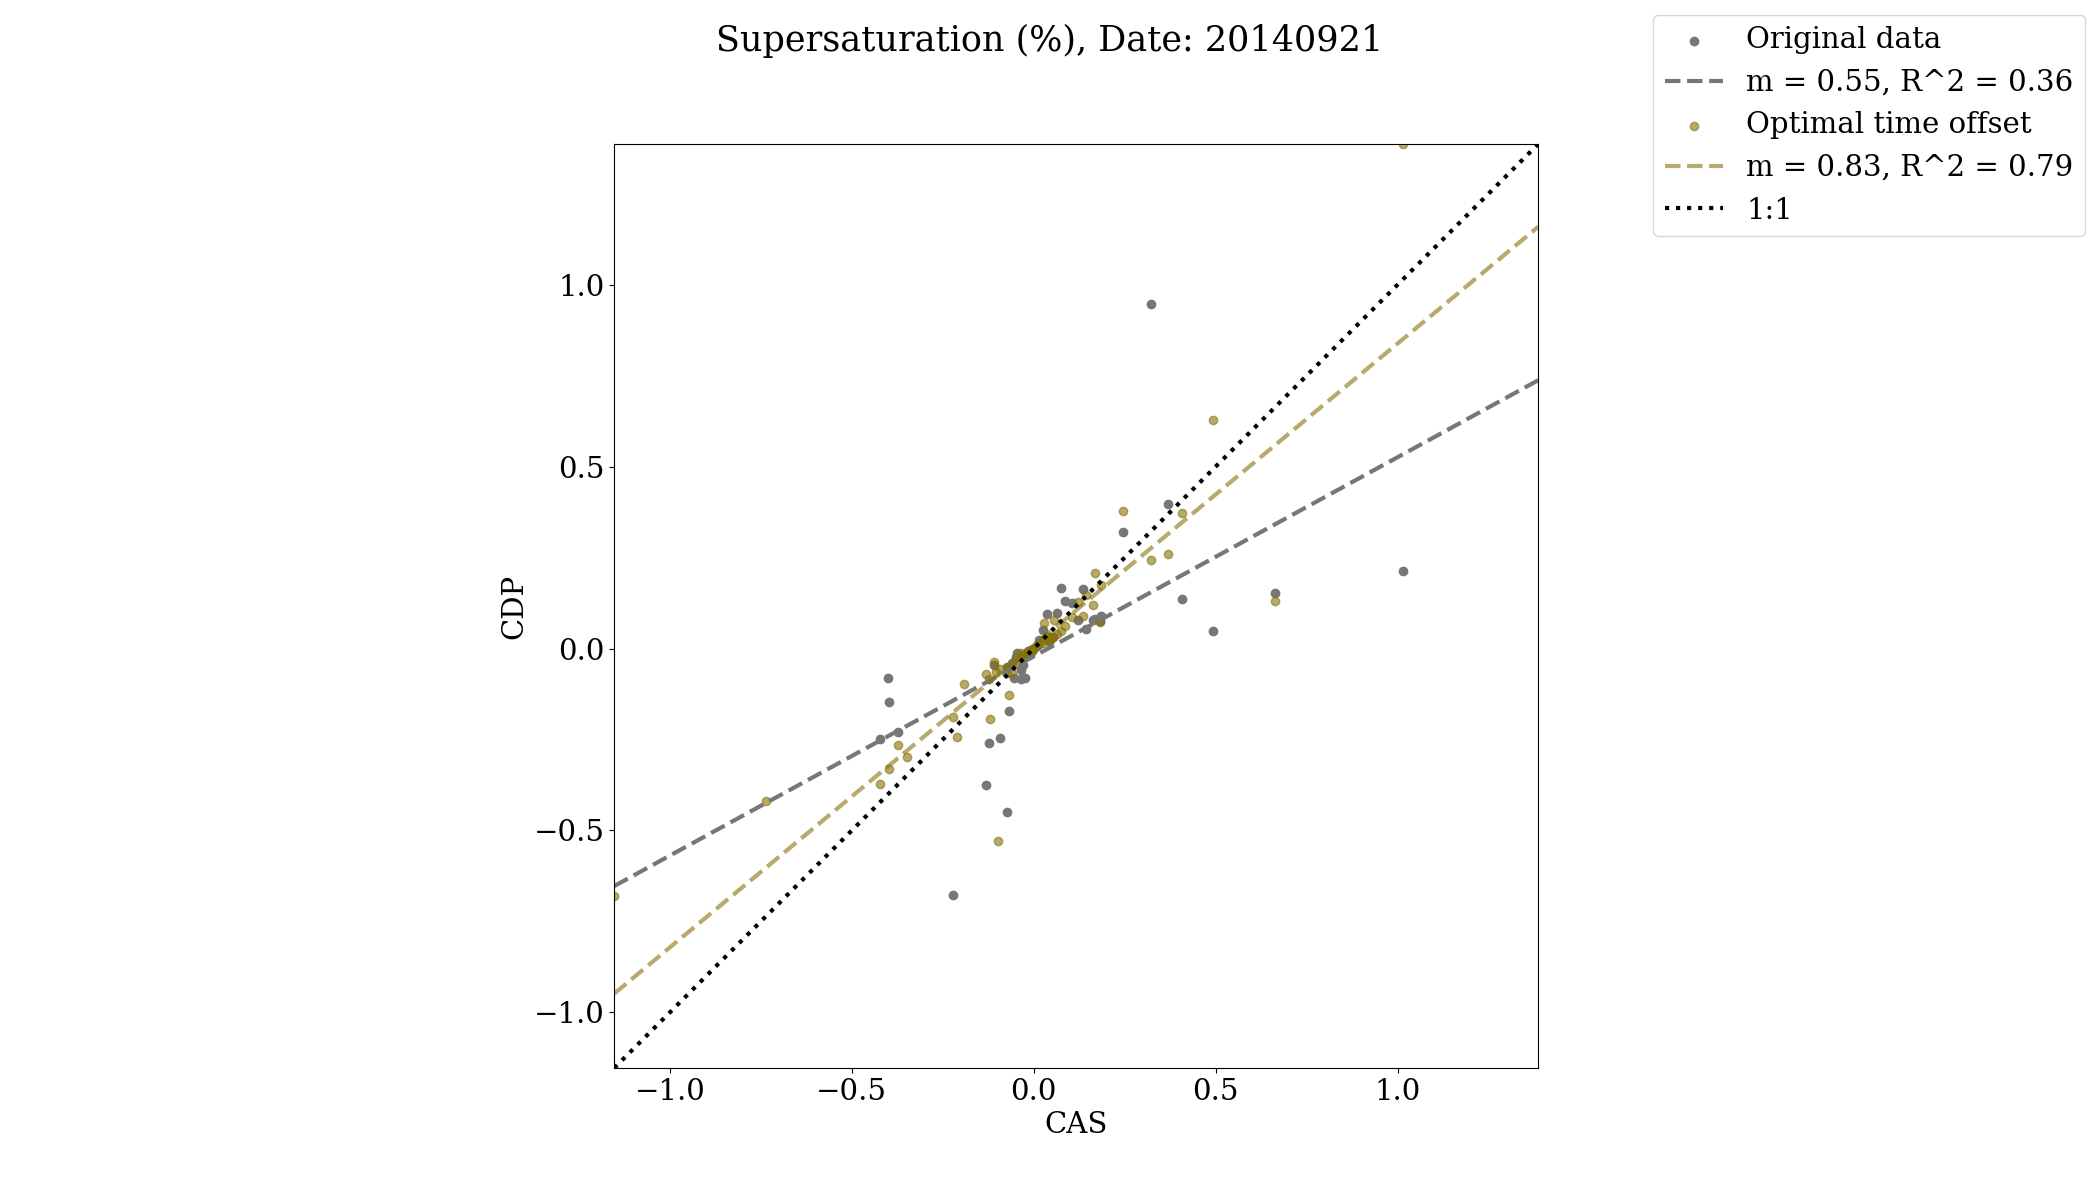 Supersaturation (%), Date: 20140921
Original data
m = 0.55, R^2 = 0.36
Optimal time offset
m = 0.83, R^2 = 0.79
1:1
1.0
0.5
0.0
−0.5
−1.0
CDP
−1.0 −0.5 0.0 0.5 1.0
CAS